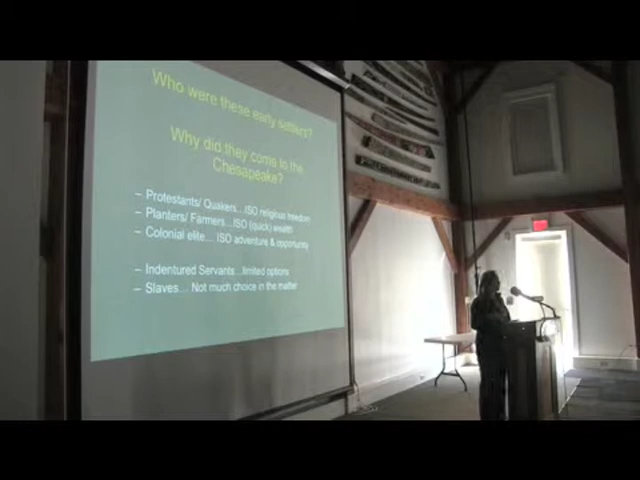 Who were these early settlers?
Why did they come to the
Chesapeake?
– Protestants/ Quakers…ISO religious freedom
– Planters/ Farmers…ISO (quick) wealth
– Colonial elite… ISO adventure & opportunity
– Indentured Servants…limited options
– Slaves… Not much choice in the matter
EXIT